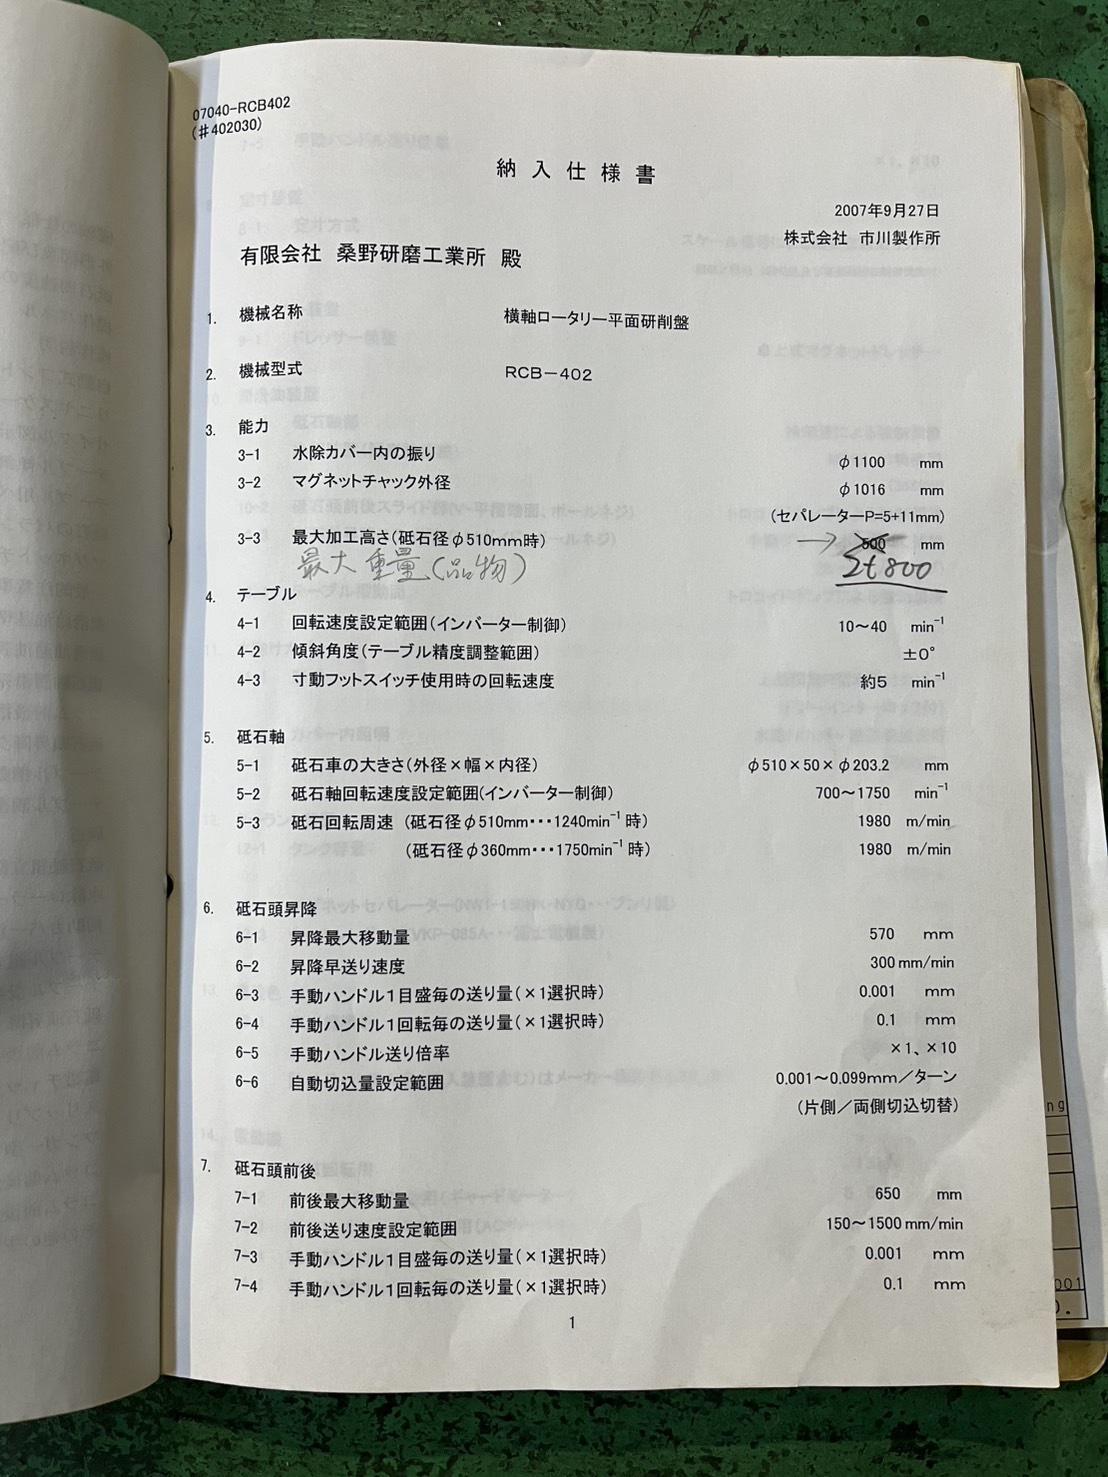 07040-RCB402
(#402030)
納入仕様書
2007年9月27日
株式会社 市川製作所
有限会社 桑野研磨工業所 殿
1. 機械名称 横軸ロータリー平面研削盤
2. 機械型式 RCB-402
3. 能力
3-1 水除カバー内の振り φ1100 mm
3-2 マグネットチャック外径 φ1016 mm
(セパレーターP=5+11mm)
3-3 最大加工高さ(砥石径φ510mm時) → 500 mm
最大重量(品物) 2t800
4. テーブル
4-1 回転速度設定範囲(インバーター制御) 10~40 min⁻¹
4-2 傾斜角度(テーブル精度調整範囲) ±0°
4-3 寸動フットスイッチ使用時の回転速度 約5 min⁻¹
5. 砥石軸
5-1 砥石車の大きさ(外径×幅×内径) φ510×50×φ203.2 mm
5-2 砥石軸回転速度設定範囲(インバーター制御) 700~1750 min⁻¹
5-3 砥石回転周速 (砥石径φ510mm・・・1240min⁻¹時) 1980 m/min
(砥石径φ360mm・・・1750min⁻¹時) 1980 m/min
6. 砥石頭昇降
6-1 昇降最大移動量 570 mm
6-2 昇降早送り速度 300 mm/min
6-3 手動ハンドル1目盛毎の送り量(×1選択時) 0.001 mm
6-4 手動ハンドル1回転毎の送り量(×1選択時) 0.1 mm
6-5 手動ハンドル送り倍率 ×1、×10
6-6 自動切込量設定範囲 0.001~0.099mm/ターン
(片側/両側切込切替)
7. 砥石頭前後
7-1 前後最大移動量 650 mm
7-2 前後送り速度設定範囲 150~1500 mm/min
7-3 手動ハンドル1目盛毎の送り量(×1選択時) 0.001 mm
7-4 手動ハンドル1回転毎の送り量(×1選択時) 0.1 mm
1